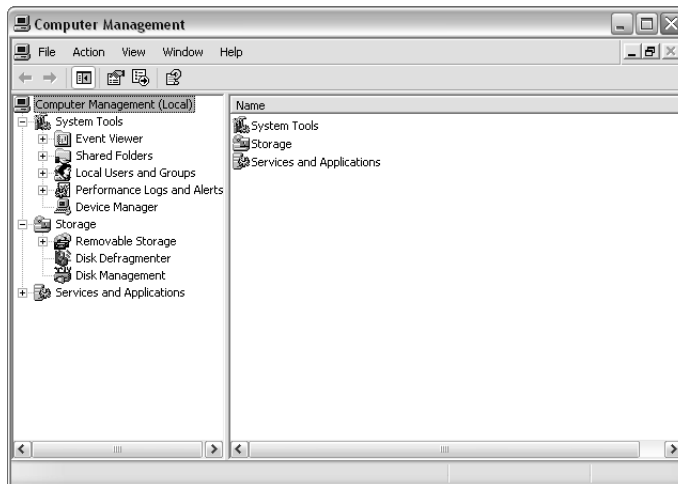 Computer Management
File Action View Window Help
Computer Management (Local)
System Tools
Event Viewer
Shared Folders
Local Users and Groups
Performance Logs and Alerts
Device Manager
Storage
Removable Storage
Disk Defragmenter
Disk Management
Services and Applications
Name
System Tools
Storage
Services and Applications